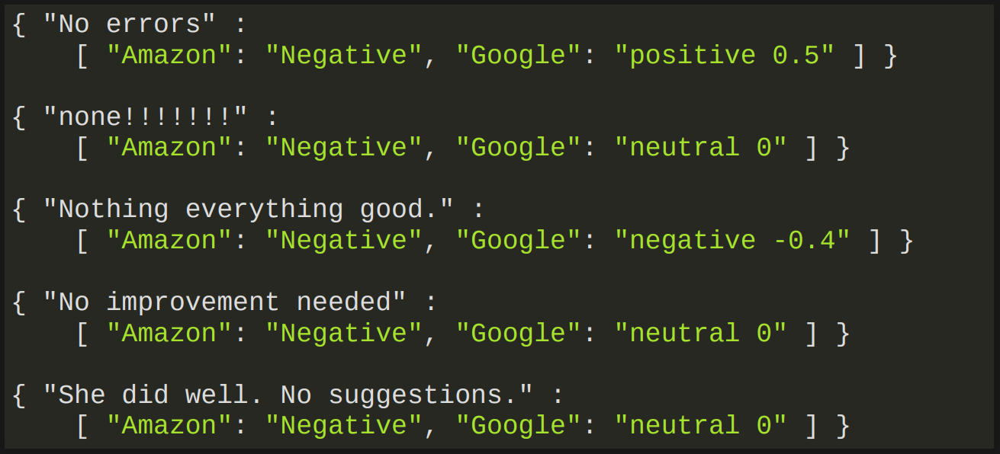 { "No errors" :
[ "Amazon": "Negative", "Google": "positive 0.5" ] }
{ "none!!!!!!!" :
[ "Amazon": "Negative", "Google": "neutral 0" ] }
{ "Nothing everything good." :
[ "Amazon": "Negative", "Google": "negative -0.4" ] }
{ "No improvement needed" :
[ "Amazon": "Negative", "Google": "neutral 0" ] }
{ "She did well. No suggestions." :
[ "Amazon": "Negative", "Google": "neutral 0" ] }